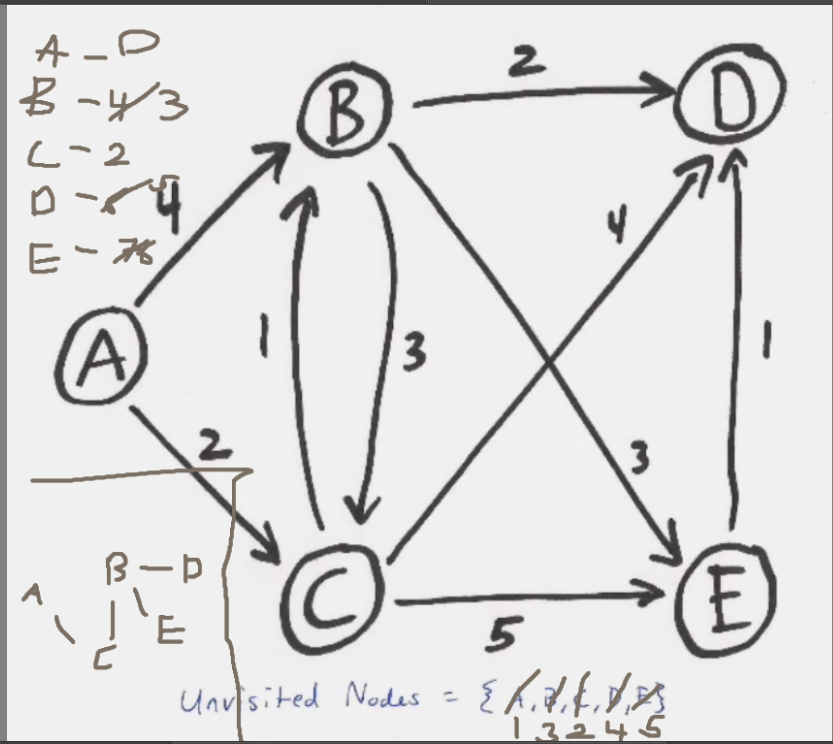 A - D
B - 4 3
C - 2
D - 6 5
E - 7 6
B
2
D
4
4
A
1
3
1
2
3
A
B - D
C
E
C
5
E
Unvisited Nodes = { A, B, C, D, E }
1 3 2 4 5